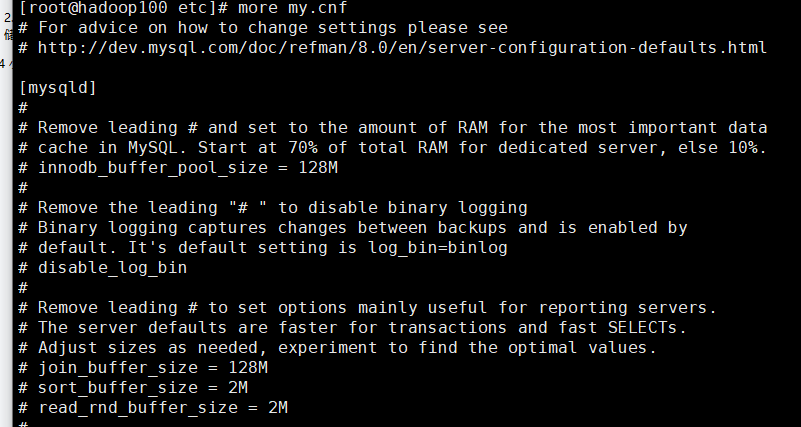 2
储
4
[root@hadoop100 etc]# more my.cnf
# For advice on how to change settings please see
# http://dev.mysql.com/doc/refman/8.0/en/server-configuration-defaults.html
[mysqld]
#
# Remove leading # and set to the amount of RAM for the most important data
# cache in MySQL. Start at 70% of total RAM for dedicated server, else 10%.
# innodb_buffer_pool_size = 128M
#
# Remove the leading "# " to disable binary logging
# Binary logging captures changes between backups and is enabled by
# default. It's default setting is log_bin=binlog
# disable_log_bin
#
# Remove leading # to set options mainly useful for reporting servers.
# The server defaults are faster for transactions and fast SELECTs.
# Adjust sizes as needed, experiment to find the optimal values.
# join_buffer_size = 128M
# sort_buffer_size = 2M
# read_rnd_buffer_size = 2M
#